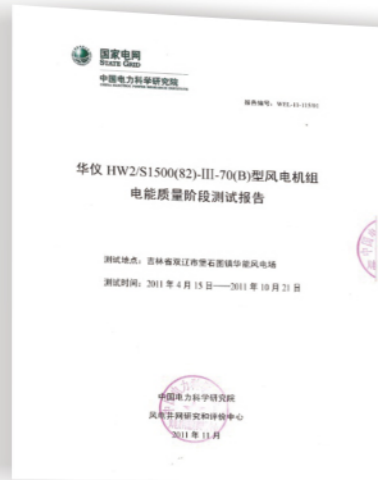 国家电网
STATE GRID
中国电力科学研究院
华仪 HW2/S1500(82)-III-70(B)型风电机组
电能质量阶段测试报告
测试地点：吉林省双辽市堡石图镇华能风电场
测试时间：2011 年 4 月 15 日——2011 年 10 月 21 日
中国电力科学研究院
风电并网研究和评价中心
2011 年 11 月